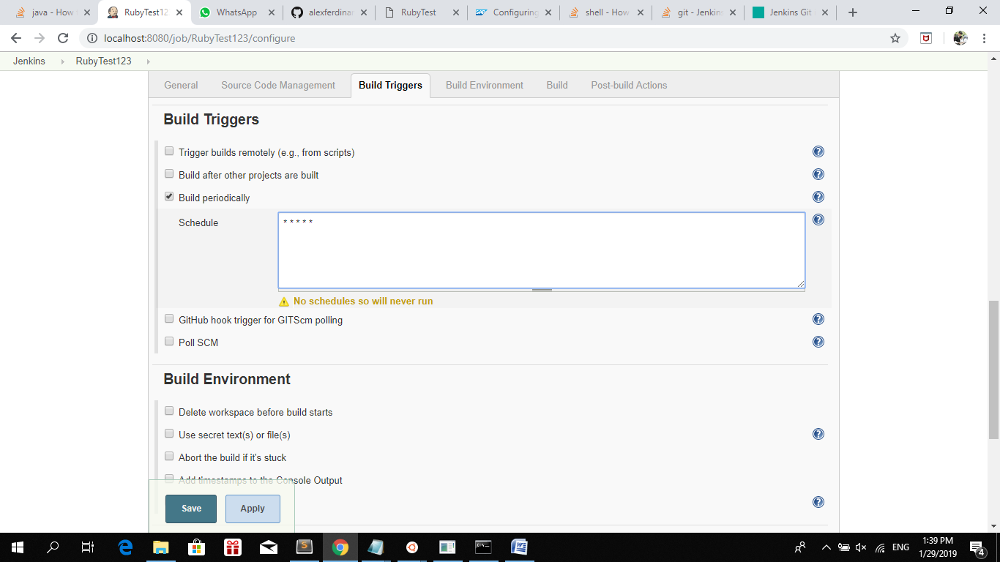 java - How
RubyTest12
WhatsApp
alexferdinan
RubyTest
Configuring
shell - How
git - Jenkins
Jenkins Git
localhost:8080/job/RubyTest123/configure
Jenkins RubyTest123
General Source Code Management Build Triggers Build Environment Build Post-build Actions
Build Triggers
Trigger builds remotely (e.g., from scripts)
Build after other projects are built
Build periodically
Schedule
* * * * *
No schedules so will never run
GitHub hook trigger for GITScm polling
Poll SCM
Build Environment
Delete workspace before build starts
Use secret text(s) or file(s)
Abort the build if it's stuck
Add timestamps to the Console Output
Save Apply
ENG
1:39 PM
1/29/2019
4